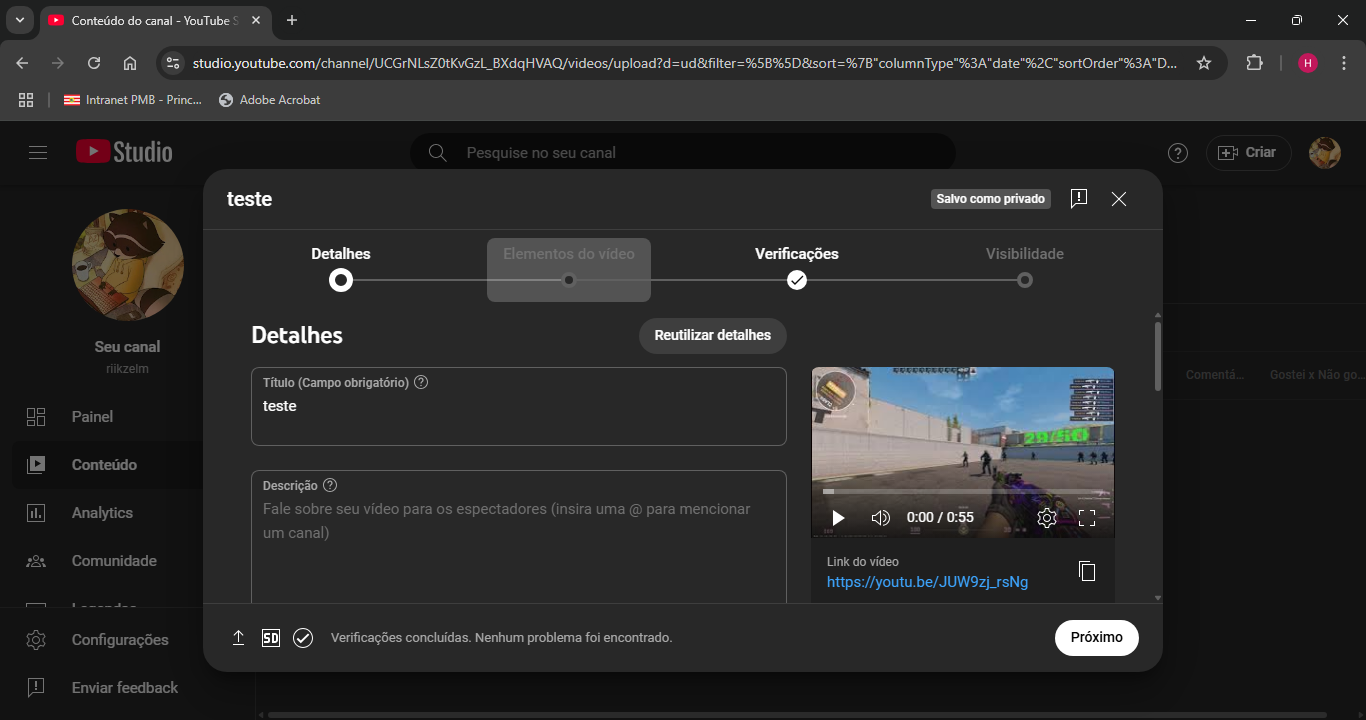 Conteúdo do canal - YouTube S
studio.youtube.com/channel/UCGrNLsZ0tKvGzL_BXdqHVAQ/videos/upload?d=ud&filter=%5B%5D&sort=%7B"columnType"%3A"date"%2C"sortOrder"%3A"D...
H
Intranet PMB - Princ...
Adobe Acrobat
Studio
Pesquise no seu canal
Criar
teste
Salvo como privado
Detalhes
Elementos do vídeo
Verificações
Visibilidade
Detalhes
Reutilizar detalhes
Título (Campo obrigatório)
teste
Descrição
Fale sobre seu vídeo para os espectadores (insira uma @ para mencionar
um canal)
0:00 / 0:55
Link do vídeo
https://youtu.be/JUW9zj_rsNg
Seu canal
riikzelm
Painel
Conteúdo
Analytics
Comunidade
Legendas
Configurações
Enviar feedback
Comentá...
Gostei x Não go...
SD
Verificações concluídas. Nenhum problema foi encontrado.
Próximo